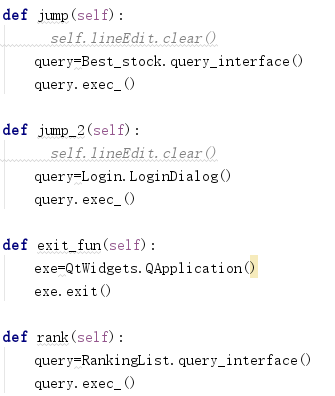 def jump(self):
self.lineEdit.clear()
query=Best_stock.query_interface()
query.exec_()
def jump_2(self):
self.lineEdit.clear()
query=Login.LoginDialog()
query.exec_()
def exit_fun(self):
exe=QtWidgets.QApplication()
exe.exit()
def rank(self):
query=RankingList.query_interface()
query.exec_()